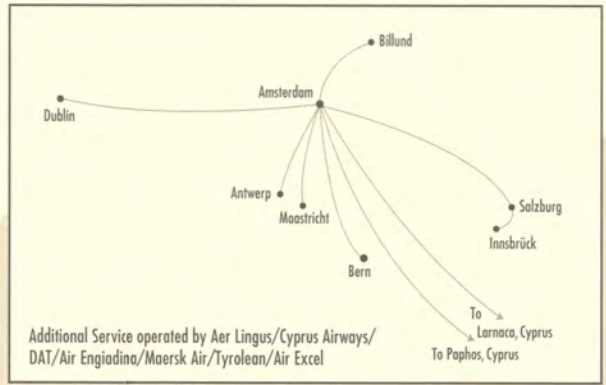 Billund
Amsterdam
Dublin
Antwerp
Maastricht
Salzburg
Innsbrück
Bern
To
Larnaca, Cyprus
To Paphos, Cyprus
Additional Service operated by Aer Lingus/Cyprus Airways/
DAT/Air Engiadina/Maersk Air/Tyrolean/Air Excel